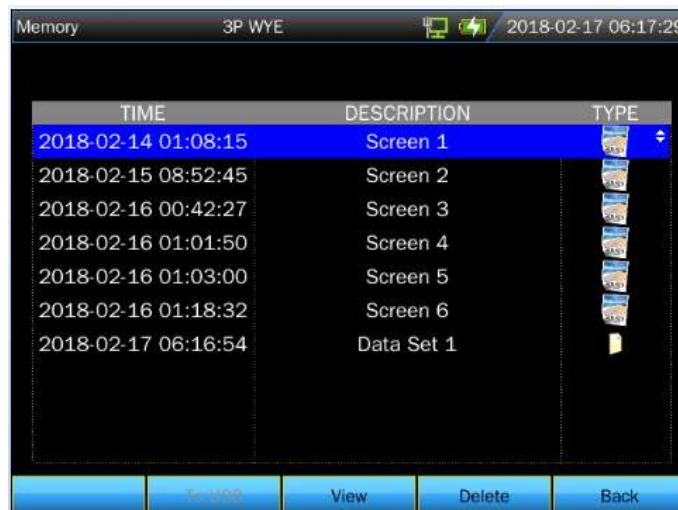 Memory 3P WYE 2018-02-17 06:17:29
TIME DESCRIPTION TYPE
2018-02-14 01:08:15 Screen 1
2018-02-15 08:52:45 Screen 2
2018-02-16 00:42:27 Screen 3
2018-02-16 01:01:50 Screen 4
2018-02-16 01:03:00 Screen 5
2018-02-16 01:18:32 Screen 6
2018-02-17 06:16:54 Data Set 1
To USB View Delete Back